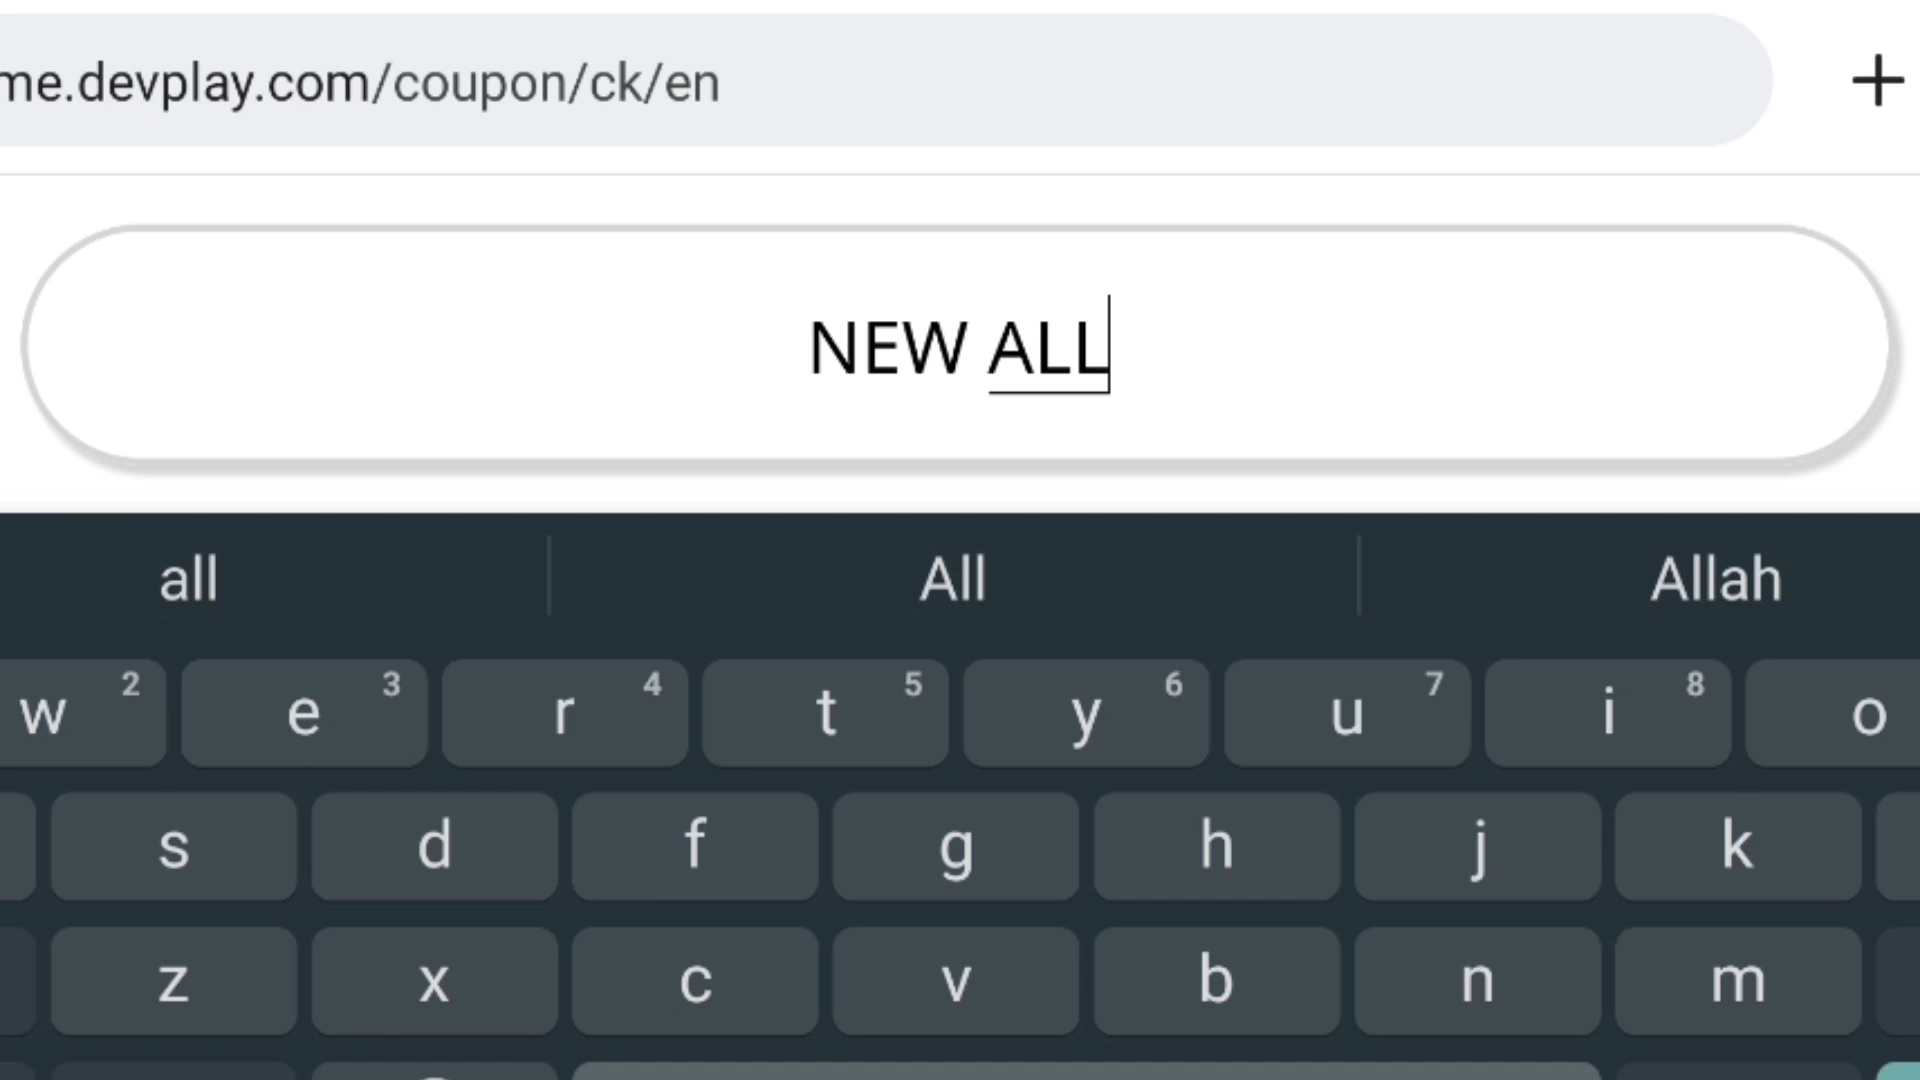 me.devplay.com/coupon/ck/en +
NEW ALL
all All Allah
w 2 e 3 r 4 t 5 y 6 u 7 i 8 o
s d f g h j k
z x c v b n m